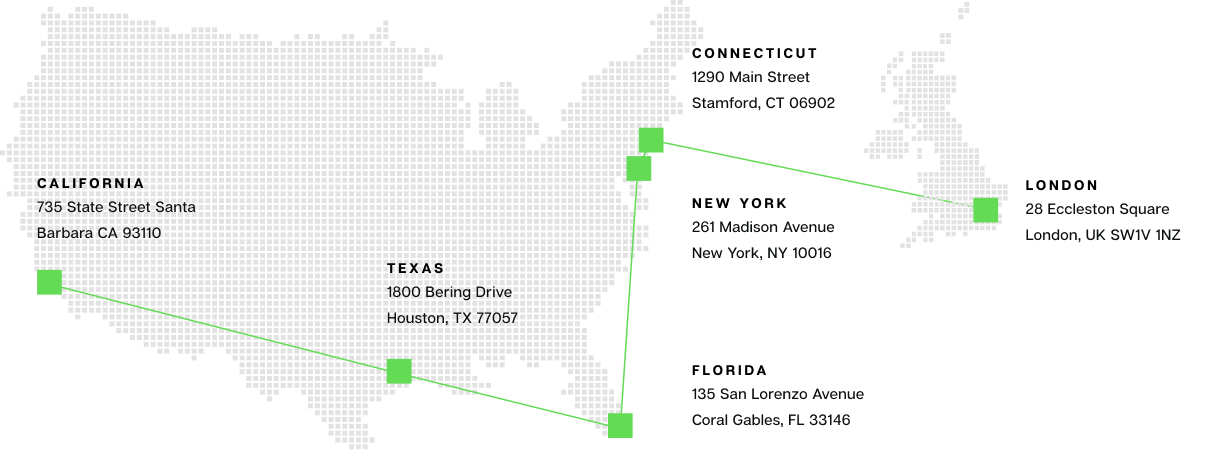 CONNECTICUT
1290 Main Street
Stamford, CT 06902
CALIFORNIA
735 State Street Santa
Barbara CA 93110
NEW YORK
261 Madison Avenue
New York, NY 10016
LONDON
28 Eccleston Square
London, UK SW1V 1NZ
TEXAS
1800 Bering Drive
Houston, TX 77057
FLORIDA
135 San Lorenzo Avenue
Coral Gables, FL 33146